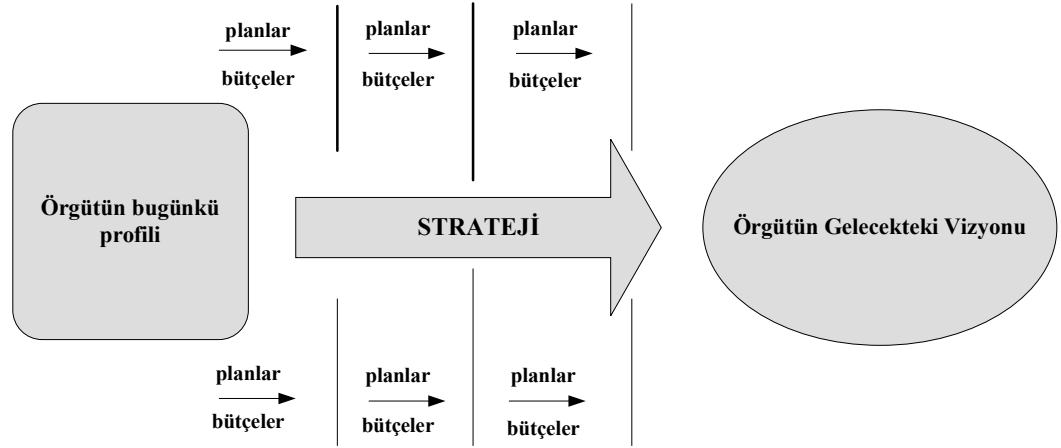 planlar
bütçeler
planlar
bütçeler
planlar
bütçeler
Örgütün bugünkü
profili
STRATEJİ
Örgütün Gelecekteki Vizyonu
planlar
bütçeler
planlar
bütçeler
planlar
bütçeler